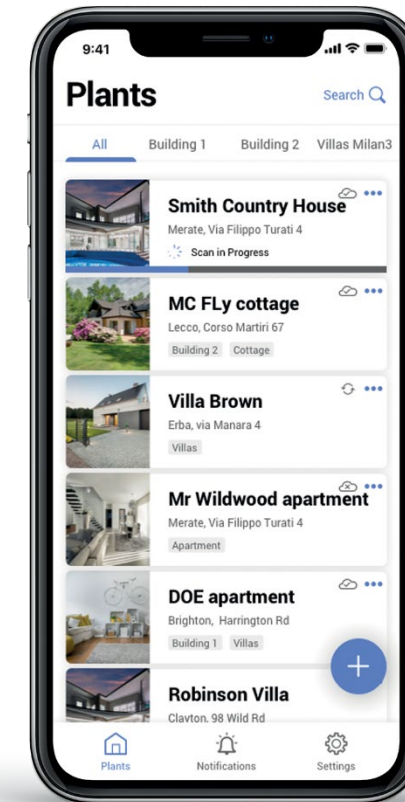 9:41
Plants
Search
All Building 1 Building 2 Villas Milan3
Smith Country House
Merate, Via Filippo Turati 4
Scan in Progress
MC FLy cottage
Lecco, Corso Martiri 67
Building 2 Cottage
Villa Brown
Erba, via Manara 4
Villas
Mr Wildwood apartment
Merate, Via Filippo Turati 4
Apartment
DOE apartment
Brighton, Harrington Rd
Building 1 Villas
Robinson Villa
Clayton, 98 Wild Rd
Plants Notifications Settings